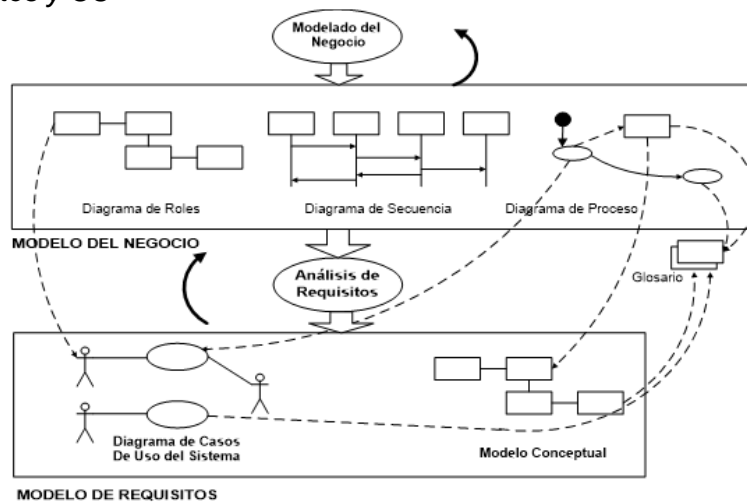 Modelado del
Negocio
Diagrama de Roles
Diagrama de Secuencia
Diagrama de Proceso
MODELO DEL NEGOCIO
Glosario
Análisis de
Requisitos
Diagrama de Casos
De Uso del Sistema
Modelo Conceptual
MODELO DE REQUISITOS